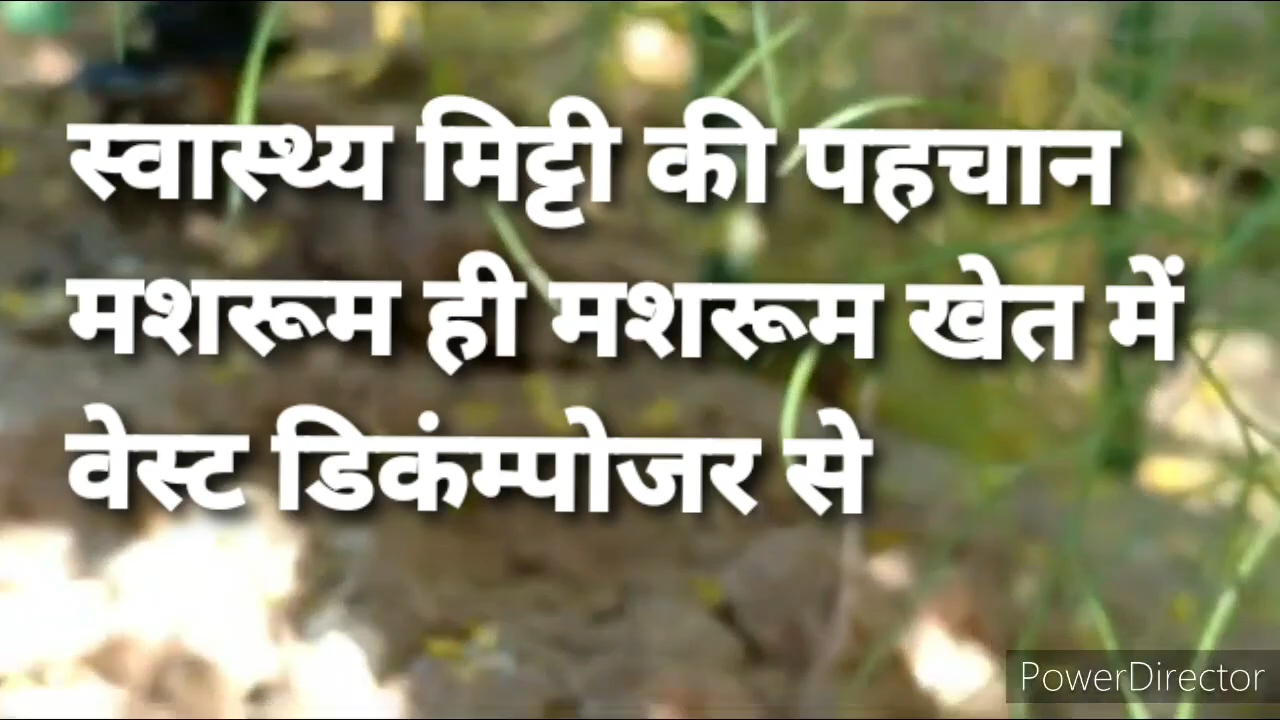 स्वास्थ्य मिट्टी की पहचान
मशरूम ही मशरूम खेत में
वेस्ट डिकंम्पोजर से
PowerDirector